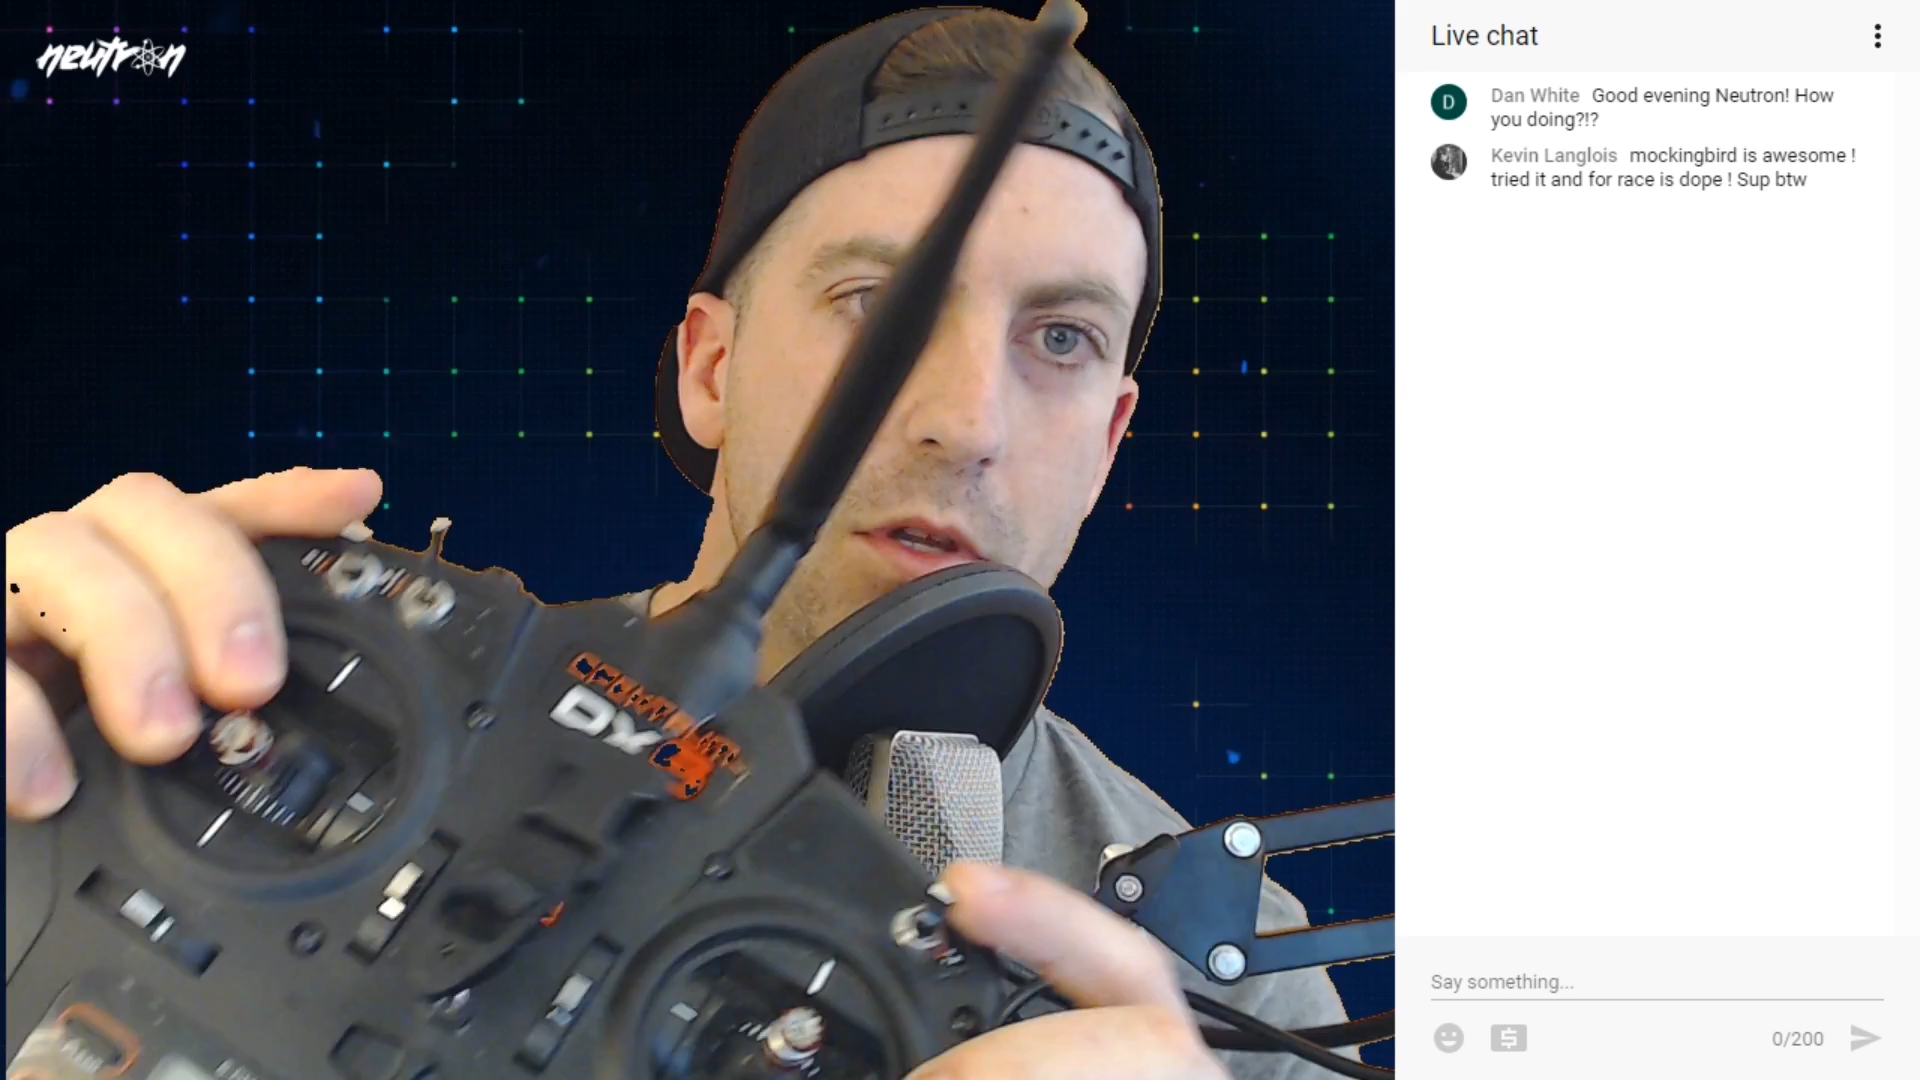 neutron
Live chat
D
Dan White Good evening Neutron! How
you doing?!?
Kevin Langlois mockingbird is awesome !
tried it and for race is dope ! Sup btw
DX
Say something...
0/200